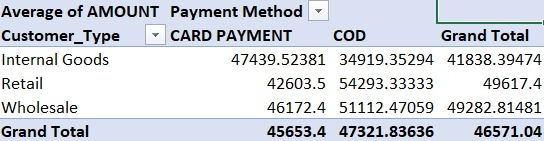 Average of AMOUNT Payment Method
Customer_Type CARD PAYMENT COD Grand Total
Internal Goods 47439.52381 34919.35294 41838.39474
Retail 42603.5 54293.33333 49617.4
Wholesale 46172.4 51112.47059 49282.81481
Grand Total 45653.4 47321.83636 46571.04